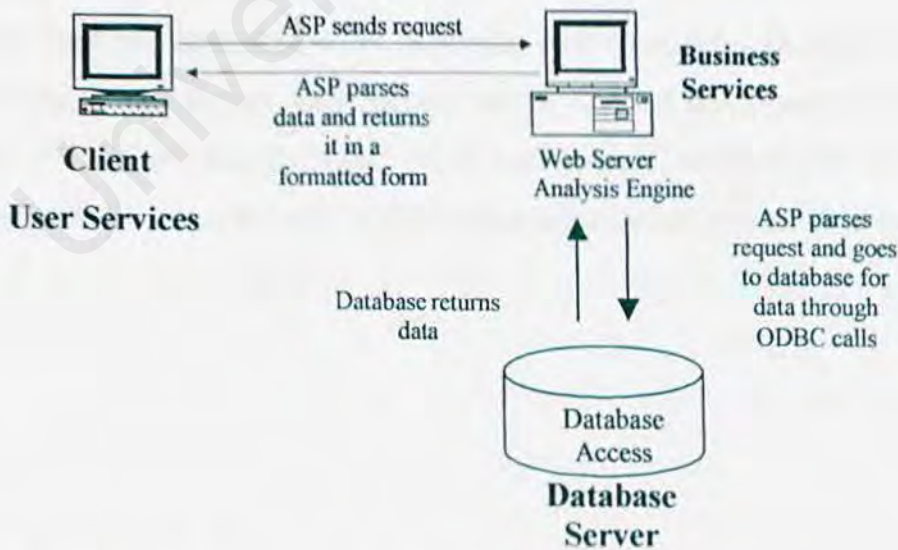 ASP sends request
ASP parses
data and returns
it in a
formatted form
Client
User Services
Business
Services
Web Server
Analysis Engine
ASP parses
request and goes
to database for
data through
ODBC calls
Database returns
data
Database
Access
Database
Server